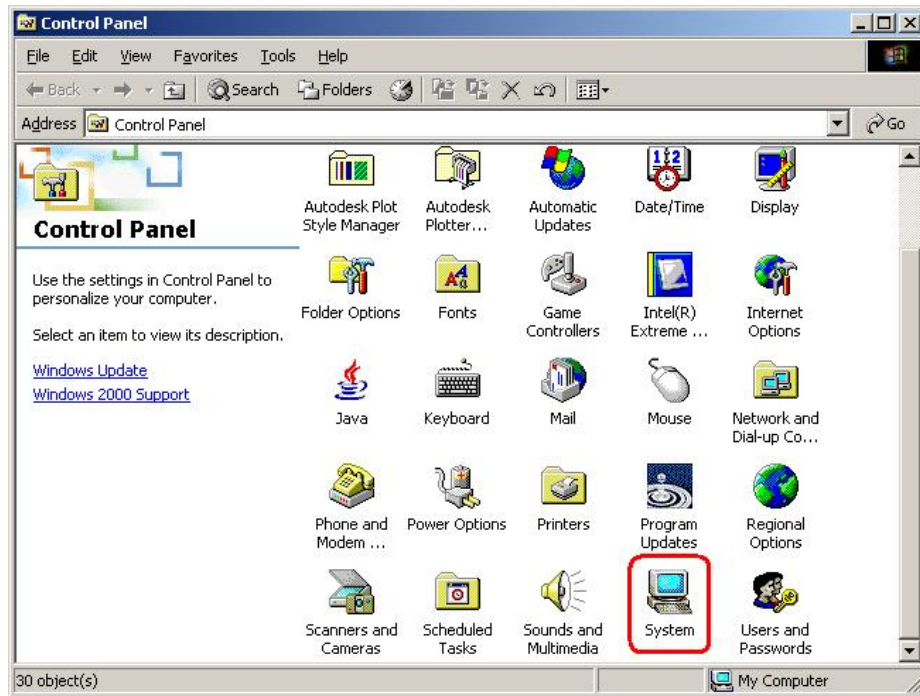 Control Panel
File Edit View Favorites Tools Help
Back Search Folders
Address Control Panel Go
Control Panel
Use the settings in Control Panel to
personalize your computer.
Select an item to view its description.
Windows Update
Windows 2000 Support
Autodesk Plot
Style Manager
Autodesk
Plotter...
Automatic
Updates
Date/Time
Display
Folder Options
Fonts
Game
Controllers
Intel(R)
Extreme ...
Internet
Options
Java
Keyboard
Mail
Mouse
Network and
Dial-up Co...
Phone and
Modem ...
Power Options
Printers
Program
Updates
Regional
Options
Scanners and
Cameras
Scheduled
Tasks
Sounds and
Multimedia
System
Users and
Passwords
30 object(s) My Computer